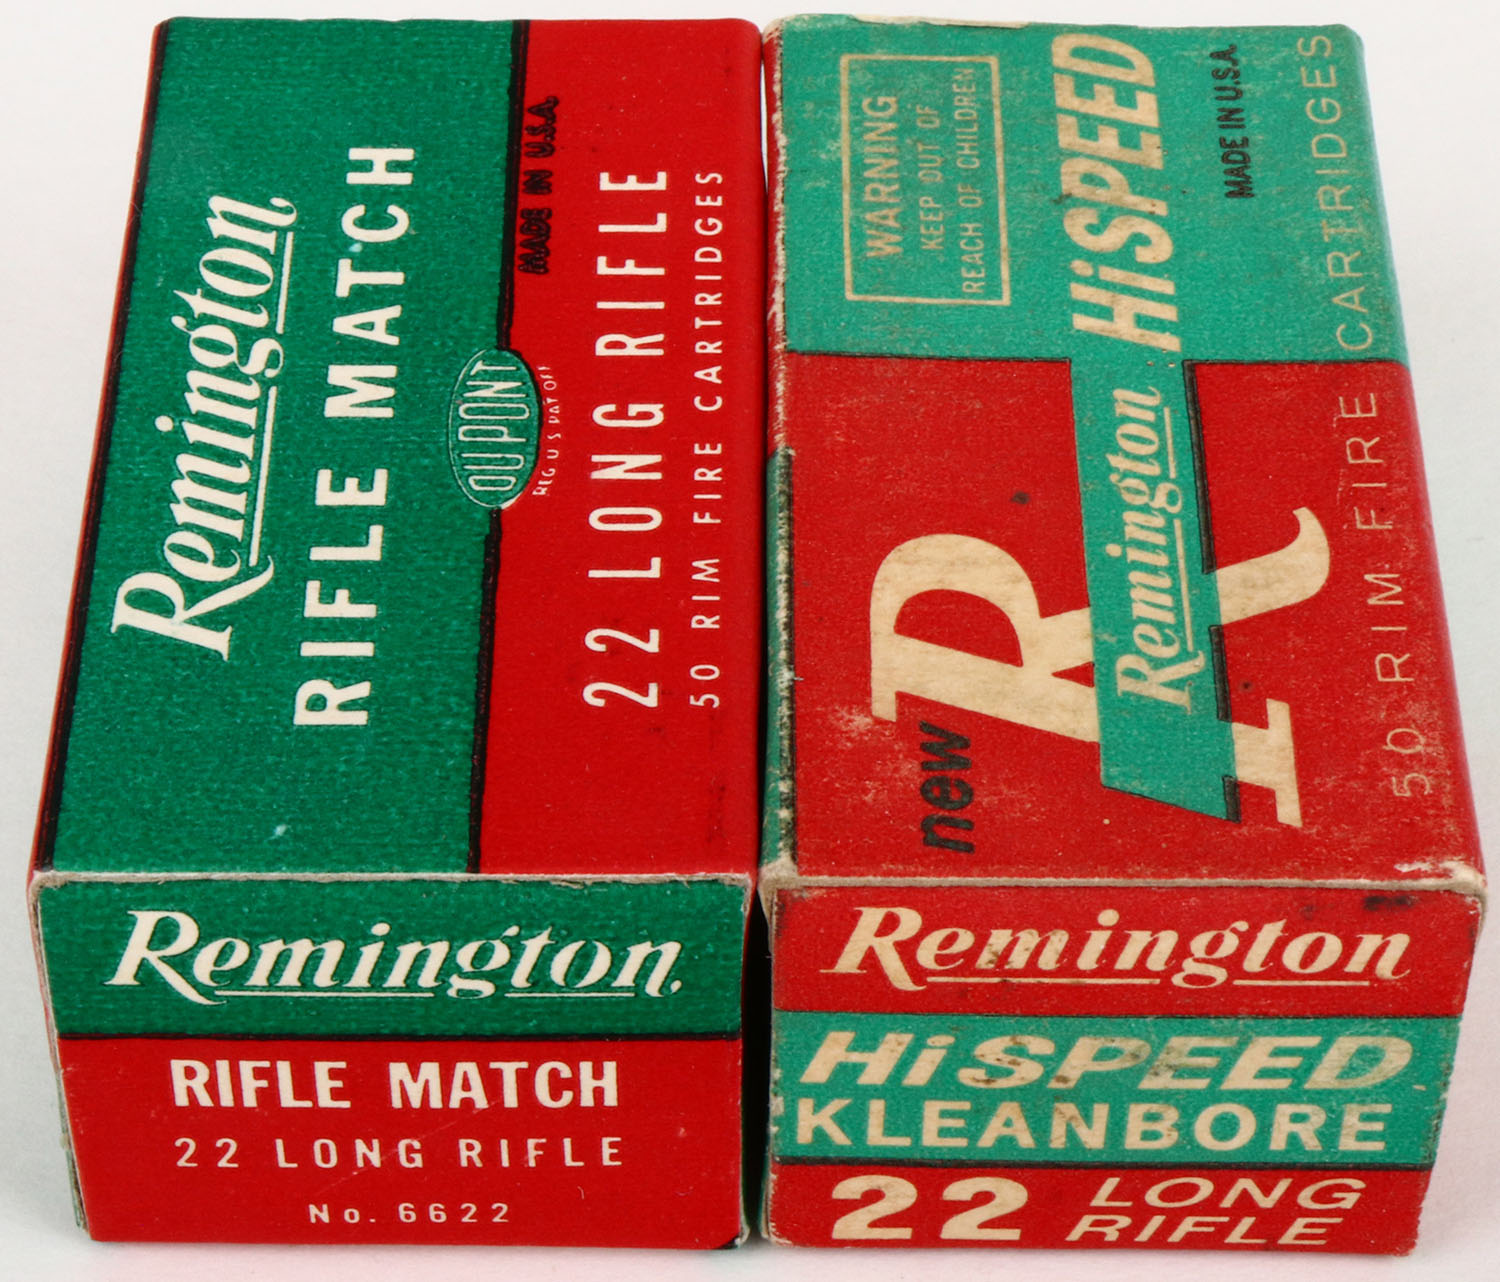 Remington
RIFLE MATCH
MADE IN U.S.A.
DUPONT
REG US PAT OFF
22 LONG RIFLE
50 RIM FIRE CARTRIDGES
Remington
RIFLE MATCH
22 LONG RIFLE
No. 6622
WARNING
KEEP OUT OF
REACH OF CHILDREN
HiSPEED
MADE IN U.S.A.
new
R
Remington
50 RIM FIRE CARTRIDGES
Remington
HiSPEED
KLEANBORE
22 LONG
RIFLE